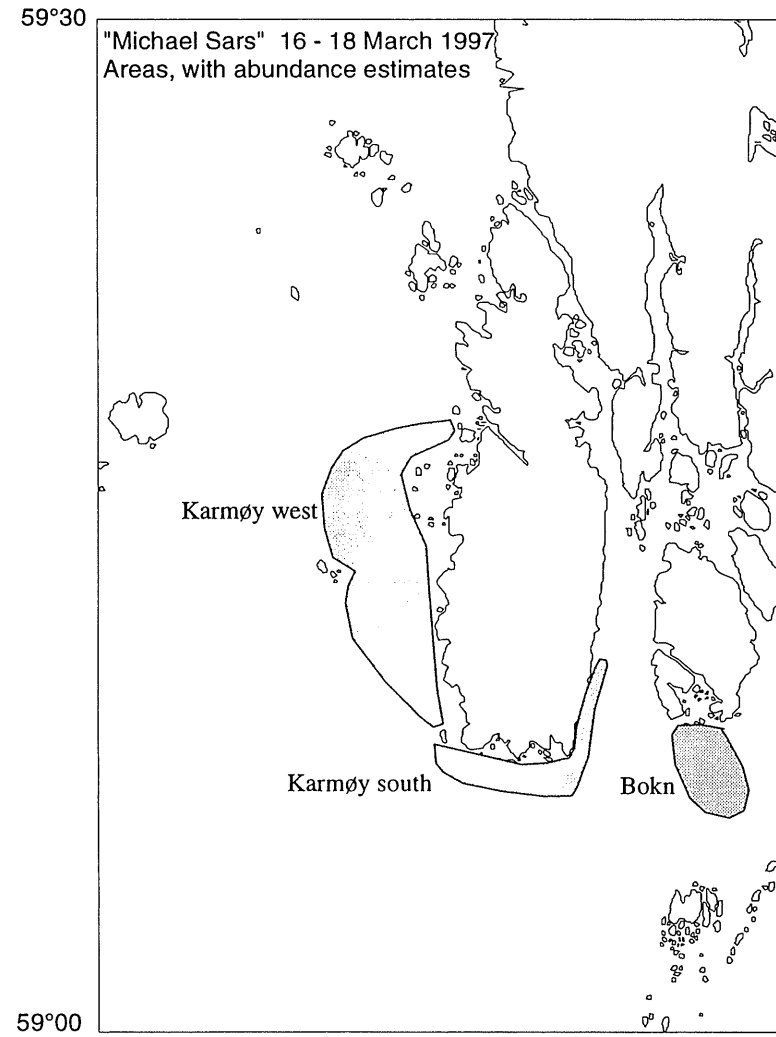 59°30
"Michael Sars" 16 - 18 March 1997
Areas, with abundance estimates
Karmøy west
Karmøy south
Bokn
59°00